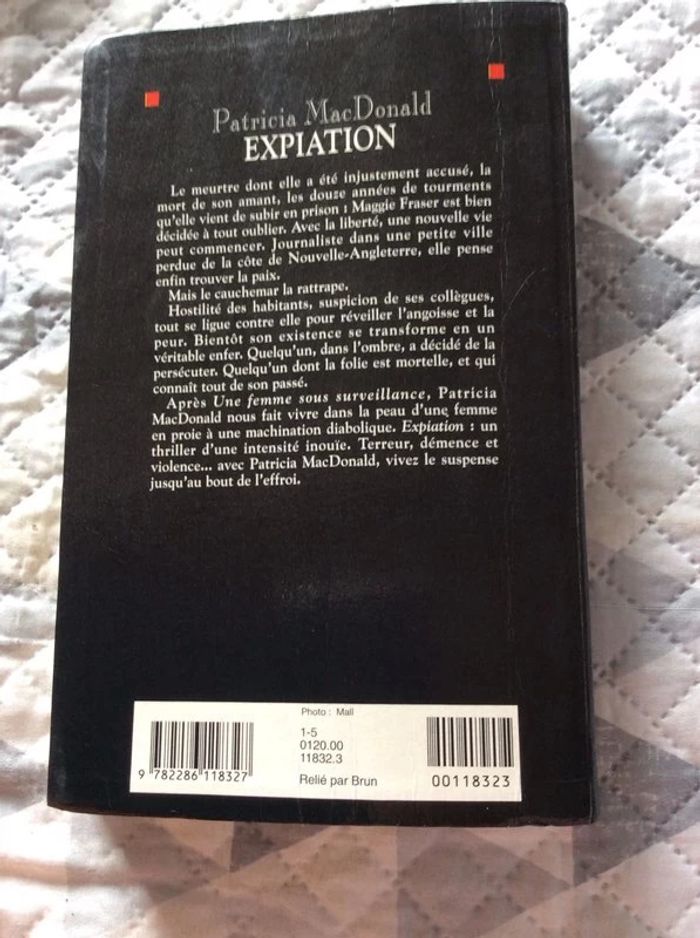 Patricia MacDonald
EXPIATION
Le meurtre dont elle a été injustement accusé, la
mort de son amant, les douze années de tourments
qu'elle vient de subir en prison : Maggie Fraser est bien
décidée à tout oublier. Avec la liberté, une nouvelle vie
peut commencer. Journaliste dans une petite ville
perdue de la côte de Nouvelle-Angleterre, elle pense
enfin trouver la paix.
Mais le cauchemar la rattrape.
Hostilité des habitants, suspicion de ses collègues,
tout se ligue contre elle pour réveiller l'angoisse et la
peur. Bientôt son existence se transforme en un
véritable enfer. Quelqu'un, dans l'ombre, a décidé de la
persécuter. Quelqu'un dont la folie est mortelle, et qui
connaît tout de son passé.
Après Une femme sous surveillance, Patricia
MacDonald nous fait vivre dans la peau d'une femme
en proie à une machination diabolique. Expiation : un
thriller d'une intensité inouïe. Terreur, démence et
violence... avec Patricia MacDonald, vivez le suspense
jusqu'au bout de l'effroi.
Photo : Mall
1-5
0120.00
11832.3
Relié par Brun
9 782286 118327
00118323